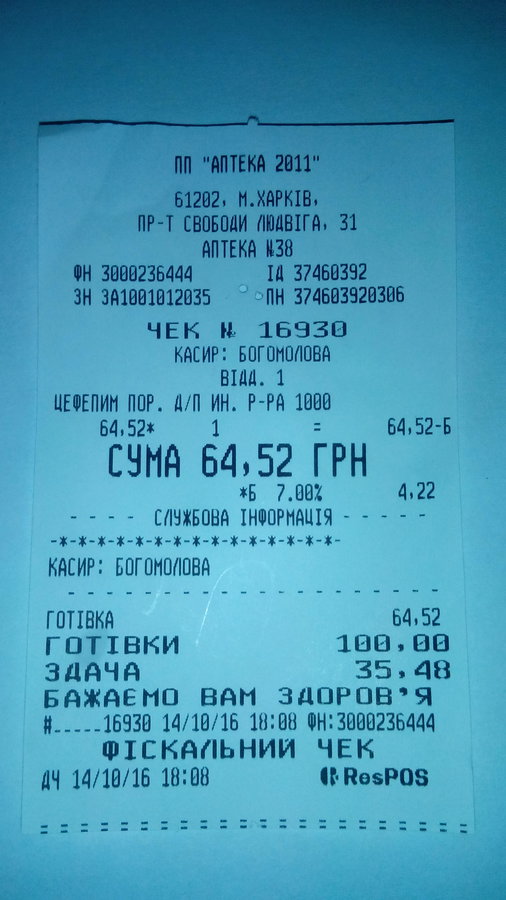 ПП "АПТЕКА 2011"
61202, М.ХАРКІВ,
ПР-Т СВОБОДИ ЛЮДВІГА, 31
АПТЕКА №38
ФН 3000236444 ІД 37460392
ЗН ЗА1001012035 ПН 374603920306
ЧЕК № 16930
КАСИР: БОГОМОЛОВА
ВІДД. 1
ЦЕФЕПИМ ПОР. Д/П ИН. Р-РА 1000
64,52* 1 = 64,52-Б
СУМА 64,52 ГРН
*Б 7.00% 4,22
- - - - СЛУЖБОВА ІНФОРМАЦІЯ - - - - -
-*-*-*-*-*-*-*-*-*-*-*-*-*-*-*-
КАСИР: БОГОМОЛОВА
- - - - - - - - - - - - - - - - - - - - - -
ГОТІВКА 64,52
ГОТІВКИ 100,00
ЗДАЧА 35,48
БАЖАЄМО ВАМ ЗДОРОВ'Я
#.....16930 14/10/16 18:08 ФН:3000236444
ФІСКАЛЬНИЙ ЧЕК
ДЧ 14/10/16 18:08 ResPOS
= = = = = = = = = = = = = = = = = = = = = = =